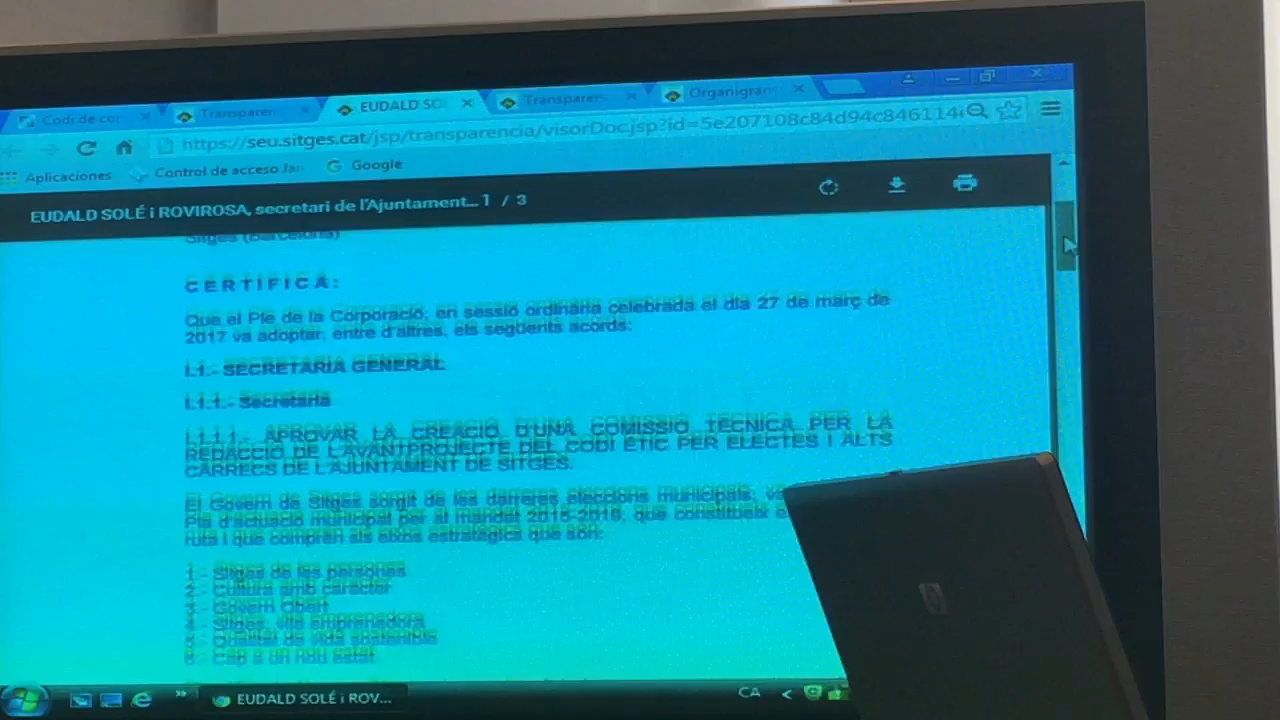 Codi de cor
Transparen
EUDALD SO
Transparen
Organigram
https://seu.sitges.cat/jsp/transparencia/visorDoc.jsp?id=5e207108c84d94c846114
Aplicaciones
Control de acceso Jan
Google
EUDALD SOLÉ i ROVIROSA, secretari de l'Ajuntament... 1 / 3
Sitges (Barcelona)
CERTIFICA:
Que el Ple de la Corporació, en sessió ordinària celebrada el dia 27 de març de
2017 va adoptar, entre d'altres, els següents acords:
I.1.- SECRETARIA GENERAL
I.1.1.- Secretaria
I.1.1.1.- APROVAR LA CREACIÓ D'UNA COMISSIÓ TÈCNICA PER LA
REDACCIÓ DE L'AVANTPROJECTE DEL CODI ÈTIC PER ELECTES I ALTS
CÀRRECS DE L'AJUNTAMENT DE SITGES.
El Govern de Sitges sorgit de les darreres eleccions municipals, va
Pla d'actuació municipal per al mandat 2015-2019, que constitueix
ruta i que comprèn als eixos estratègics que són:
1.- Sitges de les persones
2.- Cultura amb caràcter
3.- Govern Obert
4.- Sitges, vila emprenedora
5.- Qualitat de vida sostenible
6.- Cap a un nou estat
EUDALD SOLÉ i ROV...
CA
hp